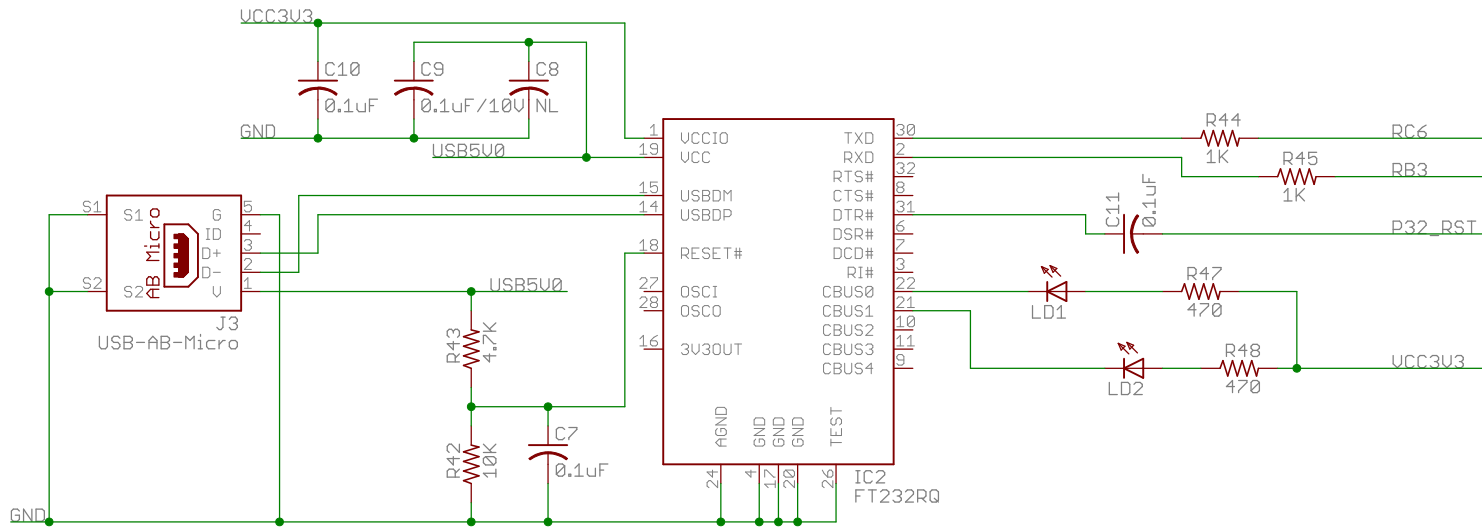 VCC3V3
C10
0.1uF
C9
0.1uF/10V
C8
NL
GND
USB5V0
1 VCCIO TXD 30
19 VCC RXD 2
RTS# 32
15 USBDM CTS# 8
14 USBDP DTR# 31
DSR# 6
18 RESET# DCD# 7
RI# 3
27 OSCI CBUS0 22
28 OSCO CBUS1 21
CBUS2 10
16 3V3OUT CBUS3 11
CBUS4 9
AGND GND GND GND TEST
24 4 17 20 26
IC2
FT232RQ
R44
1K
RC6
R45
1K
RB3
C11
0.1uF
P32_RST
LD1
R47
470
LD2
R48
470
VCC3V3
S1 S1 G 5
ID 4
D+ 3
D- 2
S2 S2 V 1
AB Micro
J3
USB-AB-Micro
USB5V0
R43
4.7K
R42
10K
C7
0.1uF
GND